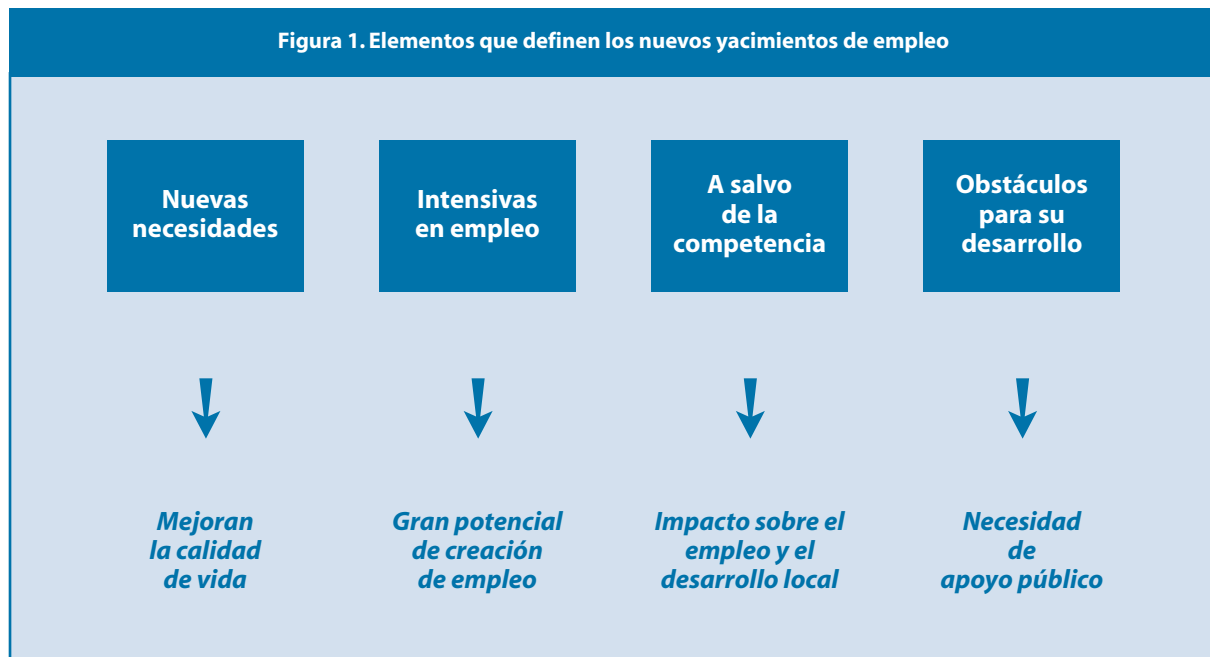 Figura 1. Elementos que definen los nuevos yacimientos de empleo
Nuevas
necesidades
Intensivas
en empleo
A salvo
de la
competencia
Obstáculos
para su
desarrollo
Mejoran
la calidad
de vida
Gran potencial
de creación
de empleo
Impacto sobre el
empleo y el
desarrollo local
Necesidad
de
apoyo público